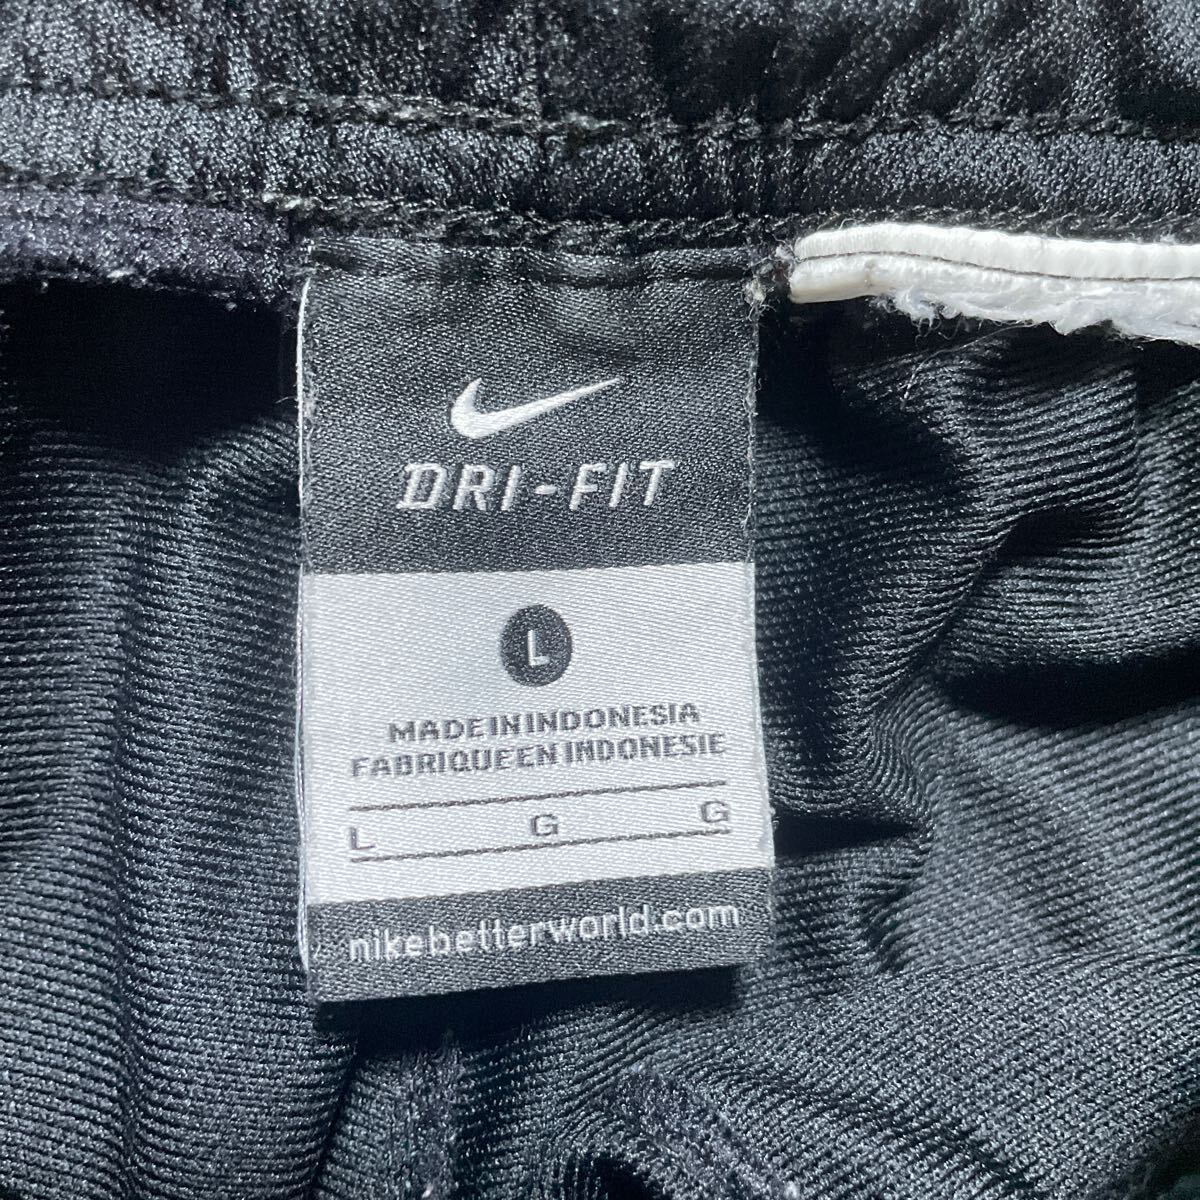 DRI-FIT
L
MADE IN INDONESIA
FABRIQUE EN INDONESIE
L G G
nikebetterworld.com